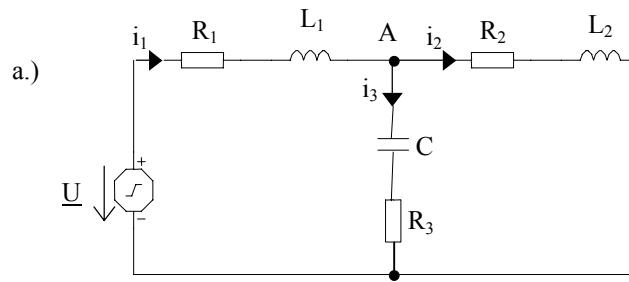 a.)
i₁ R₁ L₁ A i₂ R₂ L₂
i₃
C
U + −
R₃